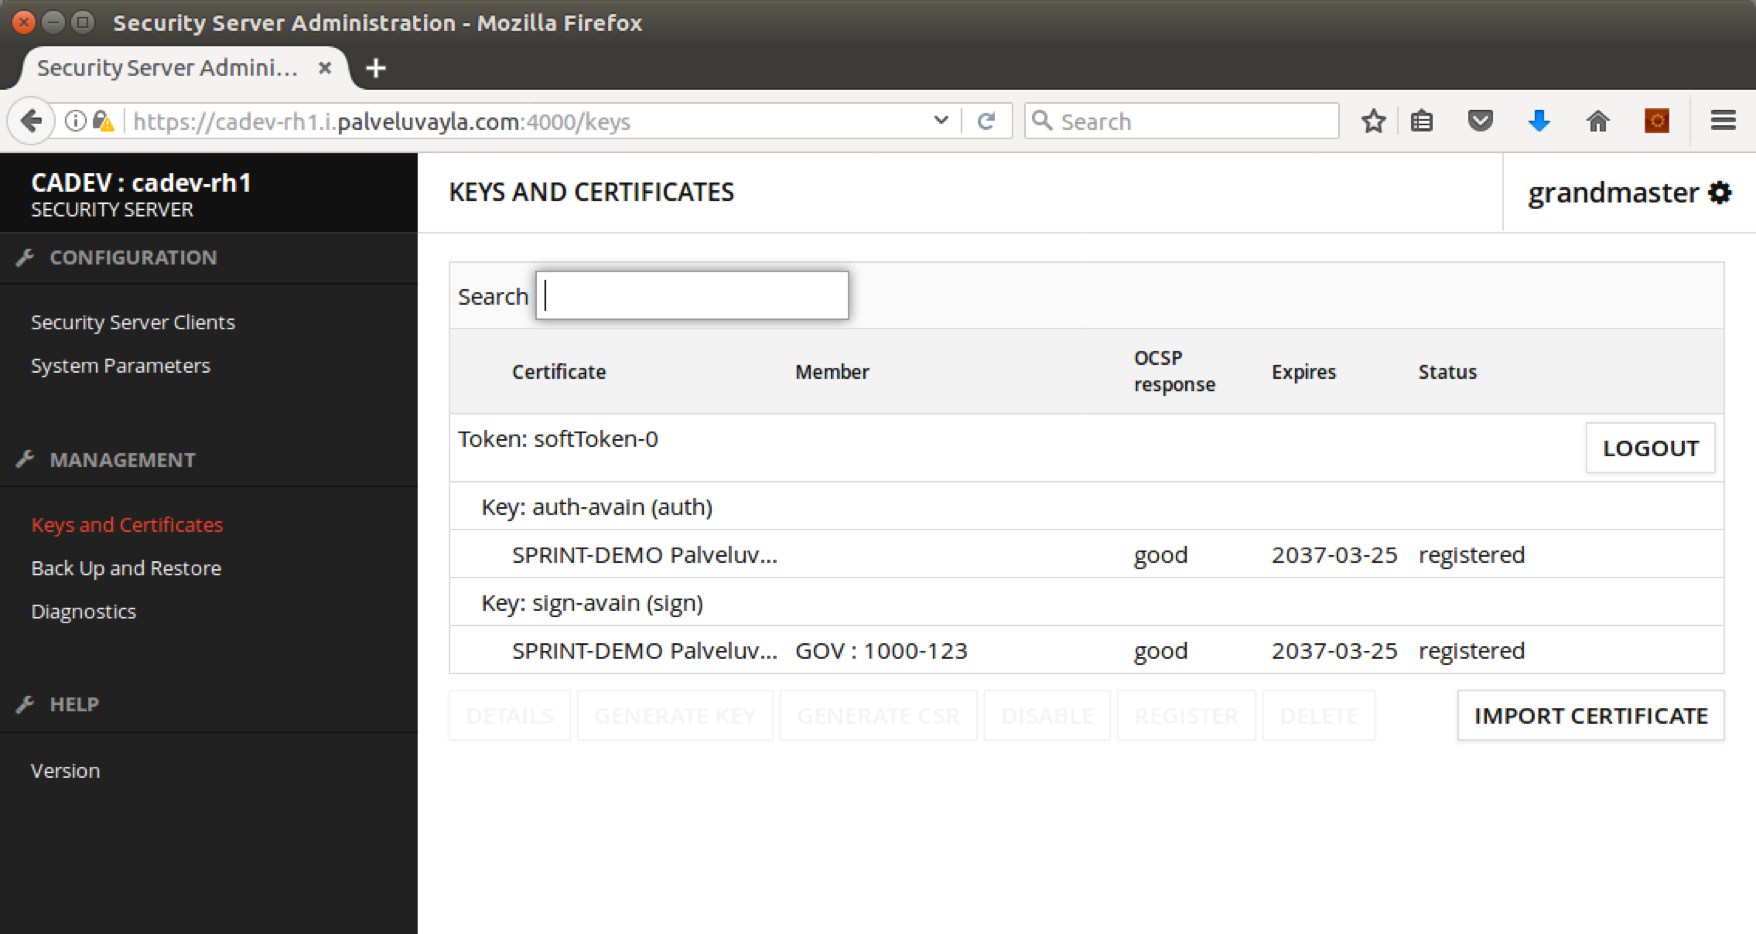 Security Server Administration - Mozilla Firefox
Security Server Admini...
https://cadev-rh1.i.palveluvayla.com:4000/keys
Search
CADEV : cadev-rh1
SECURITY SERVER
KEYS AND CERTIFICATES
grandmaster
CONFIGURATION
Security Server Clients
System Parameters
MANAGEMENT
Keys and Certificates
Back Up and Restore
Diagnostics
HELP
Version
Search
Certificate Member OCSP response Expires Status
Token: softToken-0 LOGOUT
Key: auth-avain (auth)
SPRINT-DEMO Palveluv... good 2037-03-25 registered
Key: sign-avain (sign)
SPRINT-DEMO Palveluv... GOV : 1000-123 good 2037-03-25 registered
DETAILS GENERATE KEY GENERATE CSR DISABLE REGISTER DELETE IMPORT CERTIFICATE